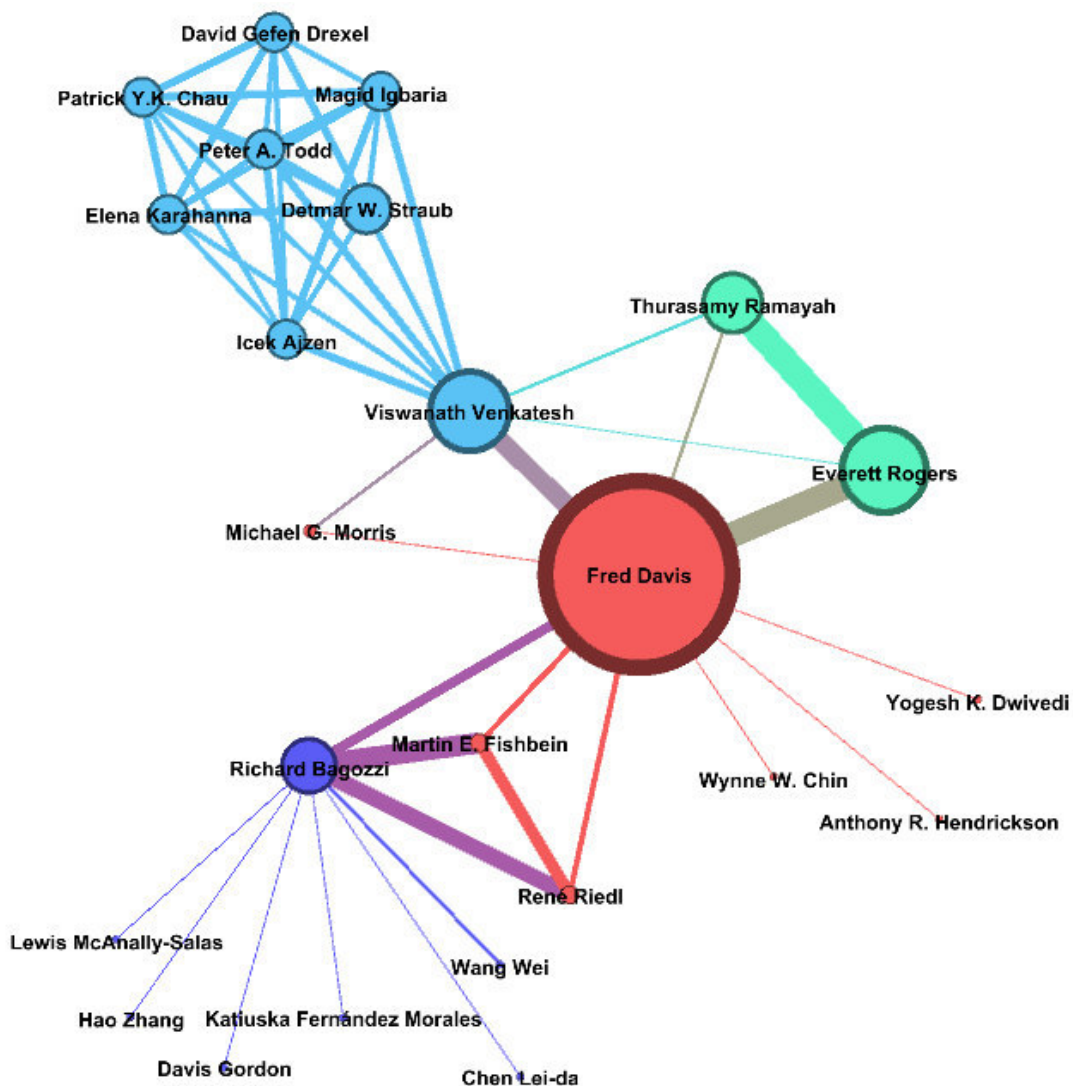 David Gefen Drexel
Patrick Y.K. Chau
Magid Igbaria
Peter A. Todd
Elena Karahanna
Detmar W. Straub
Thurasamy Ramayah
Icek Ajzen
Viswanath Venkatesh
Everett Rogers
Michael G. Morris
Fred Davis
Yogesh K. Dwivedi
Martin E. Fishbein
Richard Bagozzi
Wynne W. Chin
Anthony R. Hendrickson
René Riedl
Lewis McAnally-Salas
Wang Wei
Hao Zhang
Katiuska Fernández Morales
Davis Gordon
Chen Lei-da